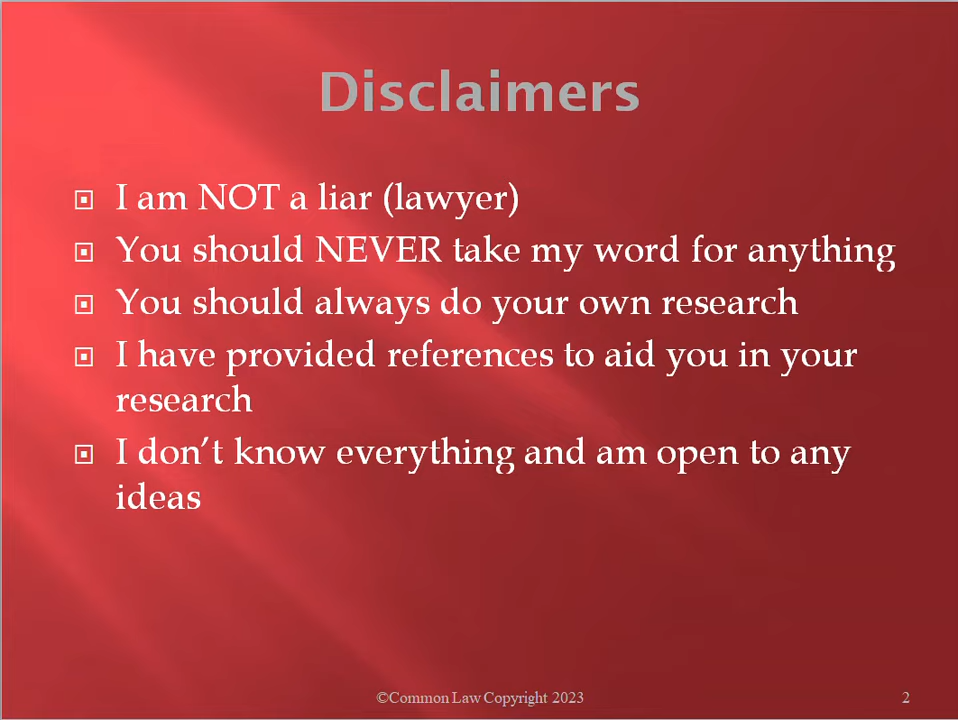 Disclaimers
I am NOT a liar (lawyer)
You should NEVER take my word for anything
You should always do your own research
I have provided references to aid you in your
research
I don’t know everything and am open to any
ideas
©Common Law Copyright 2023
2